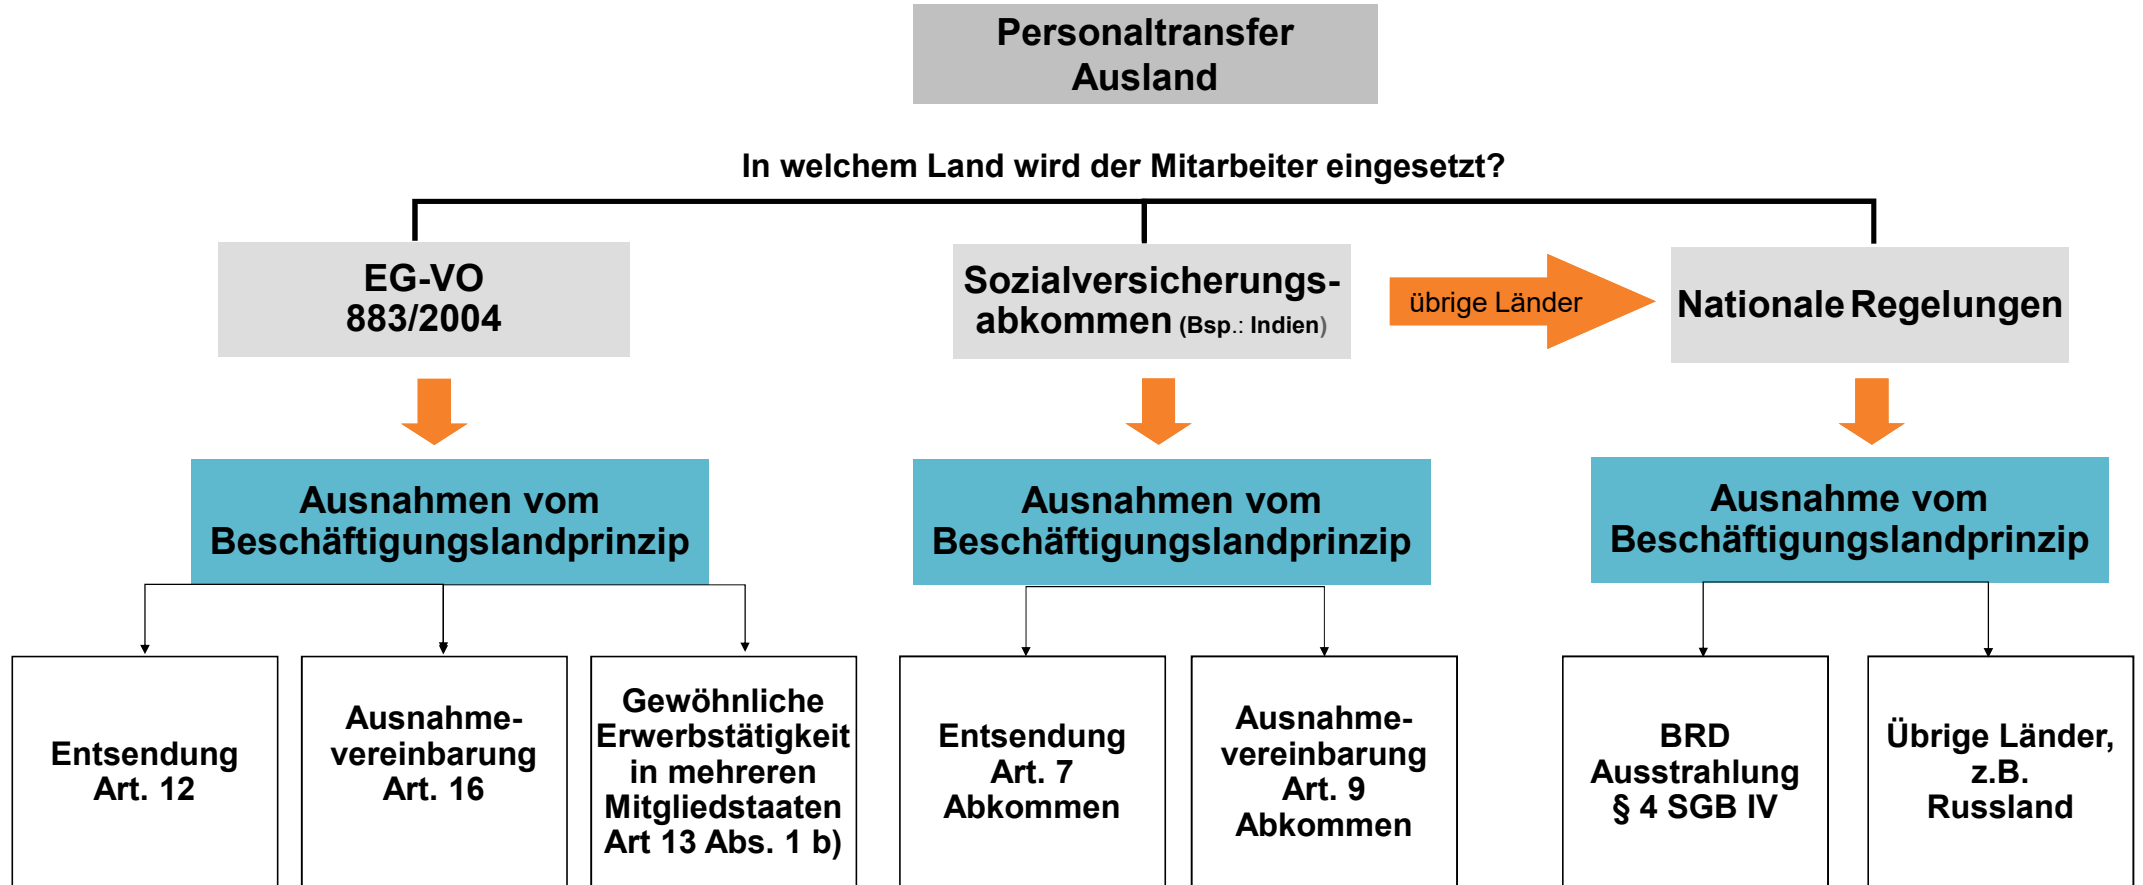 Personaltransfer
Ausland
In welchem Land wird der Mitarbeiter eingesetzt?
EG-VO
883/2004
Sozialversicherungs-
abkommen (Bsp.: Indien)
übrige Länder
Nationale Regelungen
Ausnahmen vom
Beschäftigungslandprinzip
Ausnahmen vom
Beschäftigungslandprinzip
Ausnahme vom
Beschäftigungslandprinzip
Entsendung
Art. 12
Ausnahme-
vereinbarung
Art. 16
Gewöhnliche
Erwerbstätigkeit
in mehreren
Mitgliedstaaten
Art 13 Abs. 1 b)
Entsendung
Art. 7
Abkommen
Ausnahme-
vereinbarung
Art. 9
Abkommen
BRD
Ausstrahlung
§ 4 SGB IV
Übrige Länder,
z.B.
Russland